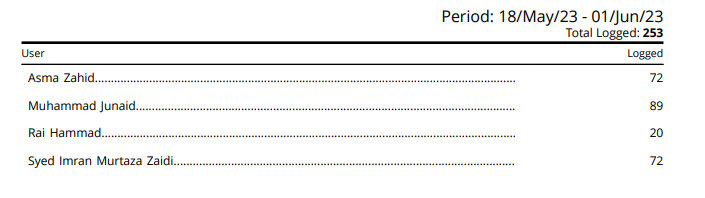 Period: 18/May/23 - 01/Jun/23
Total Logged: 253
User Logged
Asma Zahid........................................................................................................................ 72
Muhammad Junaid............................................................................................................ 89
Rai Hammad...................................................................................................................... 20
Syed Imran Murtaza Zaidi................................................................................................. 72